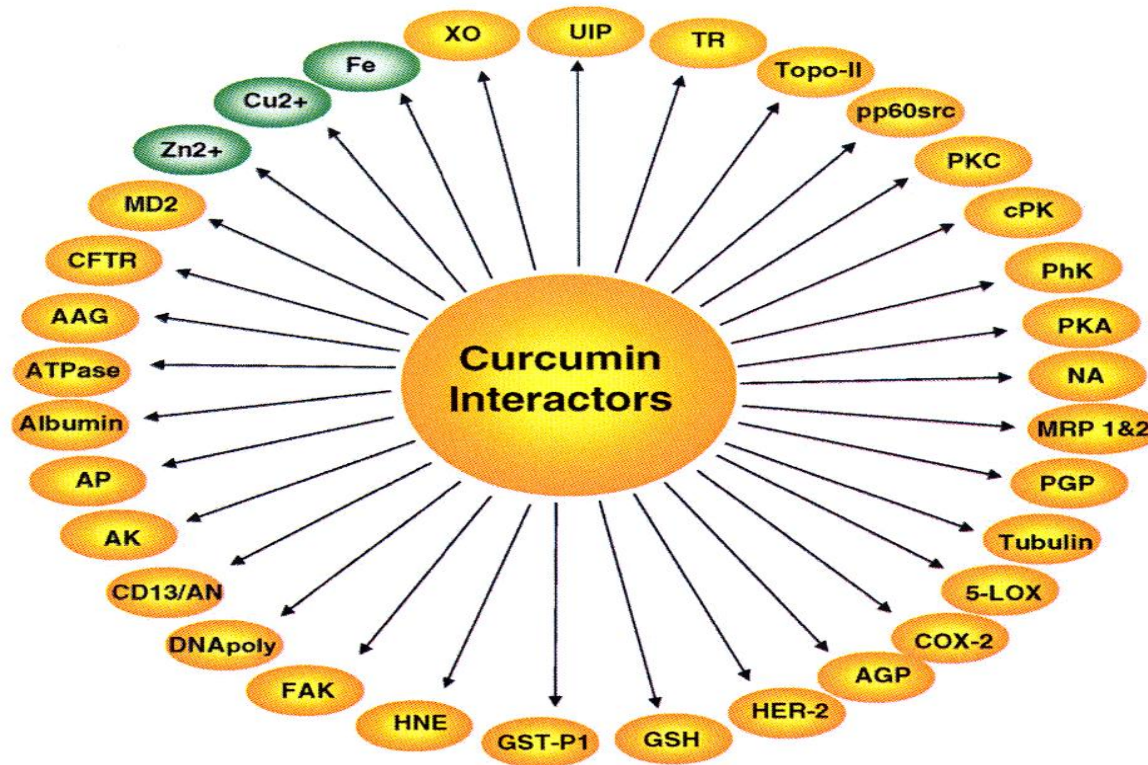 XO
UIP
TR
Topo-II
pp60src
PKC
cPK
PhK
PKA
NA
MRP 1&2
PGP
Tubulin
5-LOX
COX-2
AGP
HER-2
GSH
GST-P1
HNE
FAK
DNApoly
CD13/AN
AK
AP
Albumin
ATPase
AAG
CFTR
MD2
Zn2+
Cu2+
Fe
Curcumin
Interactors